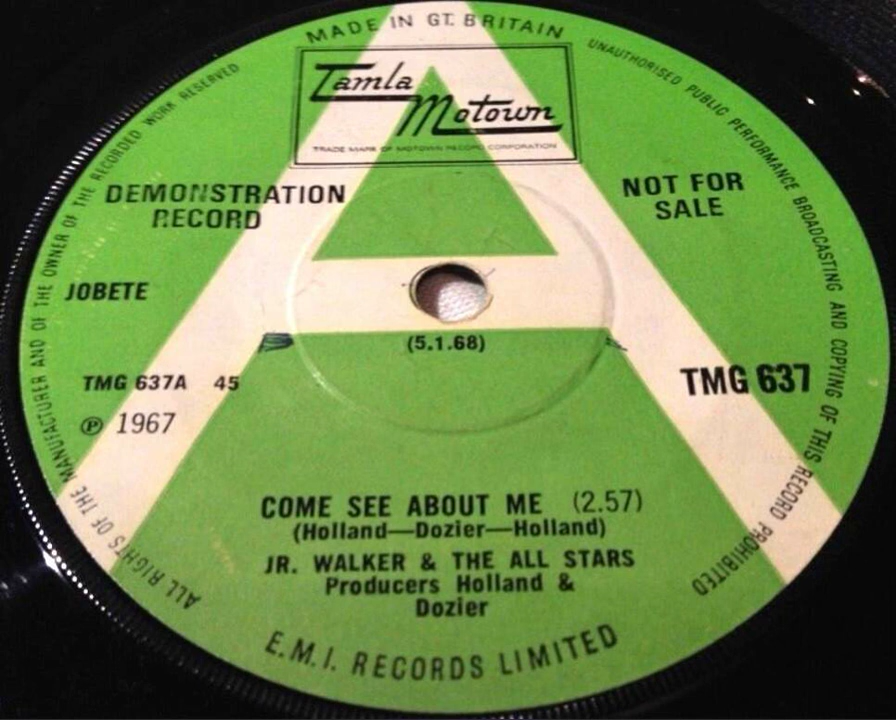 MADE IN GT. BRITAIN
UNAUTHORISED PUBLIC PERFORMANCE BROADCASTING AND COPYING OF THIS RECORD PROHIBITED
ALL RIGHTS OF THE MANUFACTURER AND OF THE OWNER OF THE RECORDED WORK RESERVED
Tamla
Motown
TRADE MARK OF MOTOWN RECORD CORPORATION
DEMONSTRATION
RECORD
NOT FOR
SALE
JOBETE
(5.1.68)
TMG 637A 45
℗ 1967
TMG 637
COME SEE ABOUT ME (2.57)
(Holland—Dozier—Holland)
JR. WALKER & THE ALL STARS
Producers Holland &
Dozier
E.M.I. RECORDS LIMITED